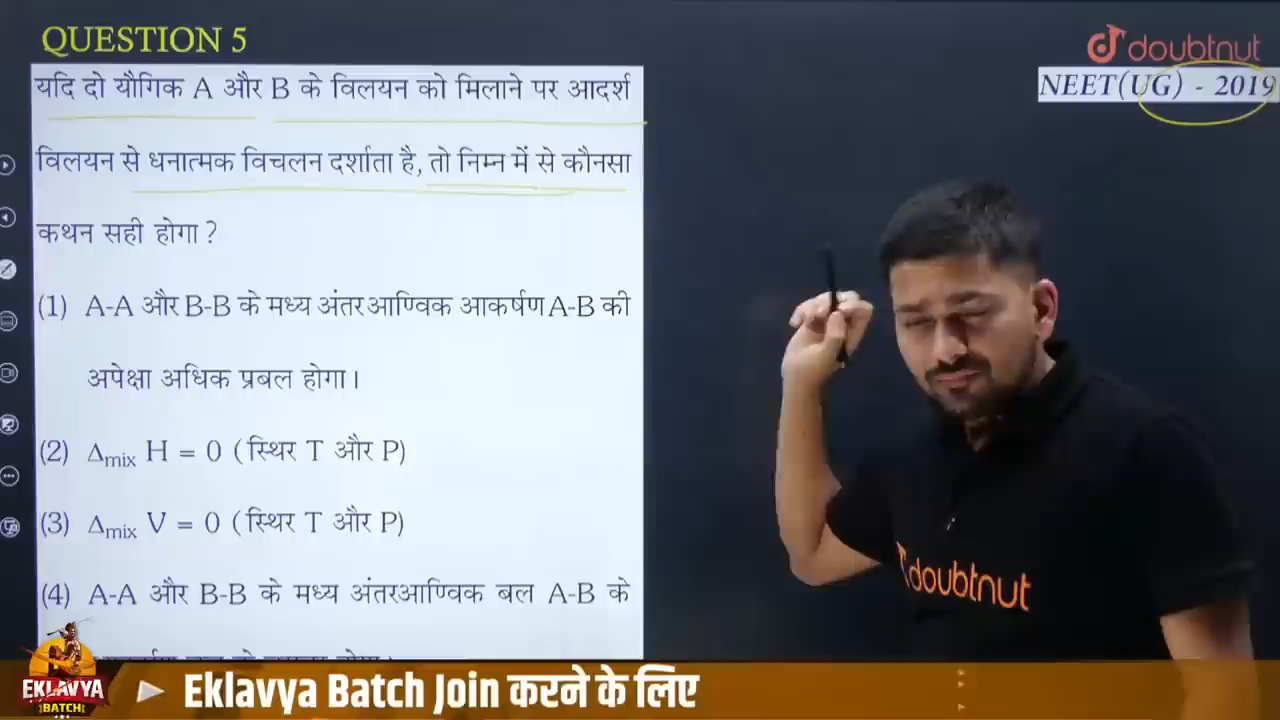 QUESTION 5
doubtnut
NEET(UG) - 2019
यदि दो यौगिक A और B के विलयन को मिलाने पर आदर्श
विलयन से धनात्मक विचलन दर्शाता है, तो निम्न में से कौनसा
कथन सही होगा ?
(1) A-A और B-B के मध्य अंतरआण्विक आकर्षण A-B की
अपेक्षा अधिक प्रबल होगा।
(2) Δmix H = 0 (स्थिर T और P)
(3) Δmix V = 0 (स्थिर T और P)
(4) A-A और B-B के मध्य अंतरआण्विक बल A-B के
doubtnut
EKLAVYA
BATCH
Eklavya Batch Join करने के लिए